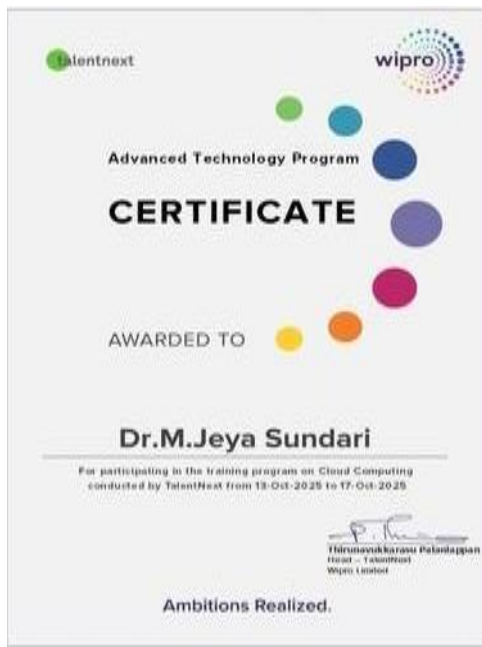 talentnext
wipro
Advanced Technology Program
CERTIFICATE
AWARDED TO
Dr.M.Jeya Sundari
For participating in the training program on Cloud Computing
conducted by TalentNext from 13-Oct-2025 to 17-Oct-2025
Thirunavukkarasu Palaniappan
Head – TalentNext
Wipro Limited
Ambitions Realized.